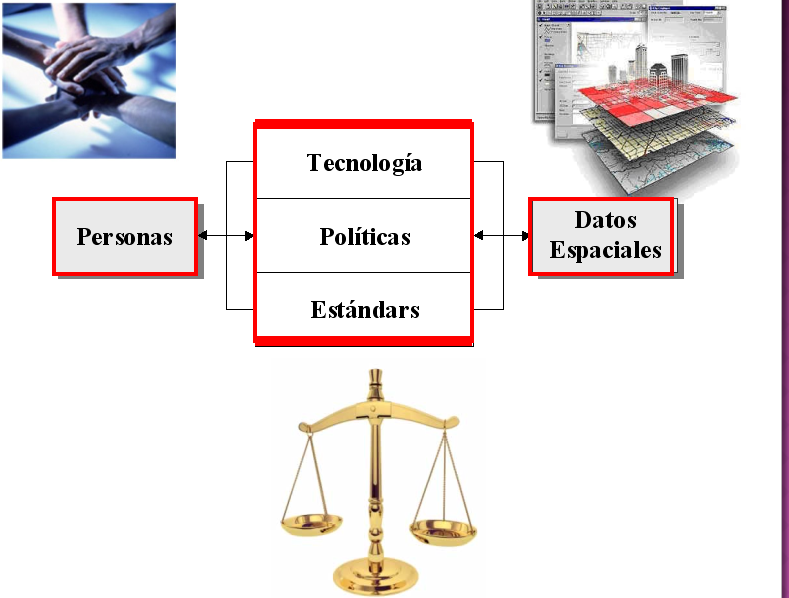 Tecnología
Personas
Políticas
Datos
Espaciales
Estándars